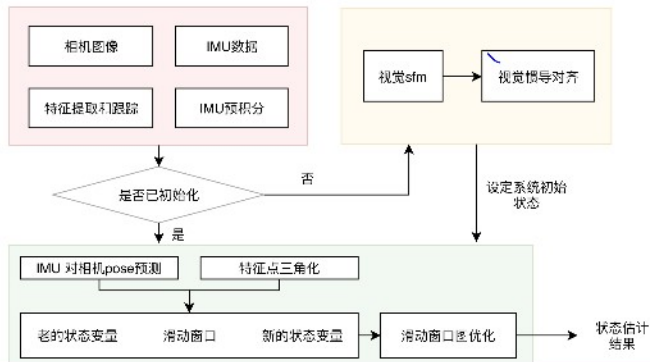 相机图像
IMU数据
特征提取和跟踪
IMU预积分
视觉sfm
视觉惯导对齐
是否已初始化
否
是
设定系统初始
状态
IMU 对相机pose预测
特征点三角化
老的状态变量
滑动窗口
新的状态变量
滑动窗口图优化
状态估计
结果